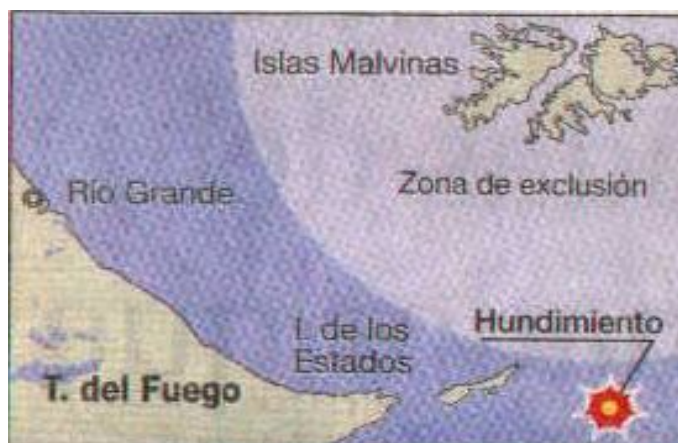 Islas Malvinas
Zona de exclusión
Río Grande
I. de los
Estados
Hundimiento
T. del Fuego